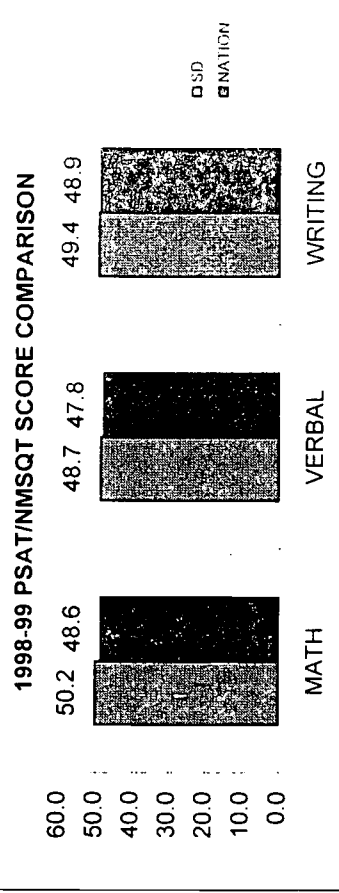 1998-99 PSAT/NMSQT SCORE COMPARISON
60.0
50.0
40.0
30.0
20.0
10.0
0.0
50.2 48.6
48.7 47.8
49.4 48.9
MATH
VERBAL
WRITING
SD
NATION